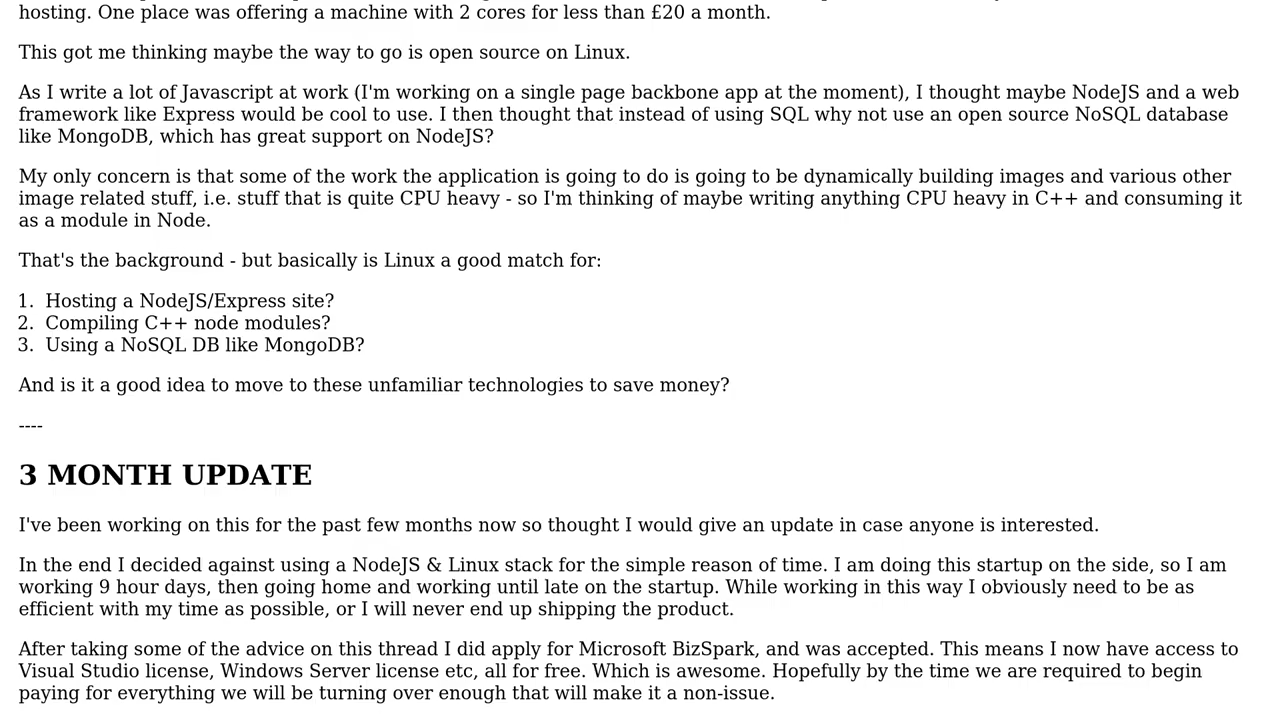 hosting. One place was offering a machine with 2 cores for less than £20 a month.
This got me thinking maybe the way to go is open source on Linux.
As I write a lot of Javascript at work (I'm working on a single page backbone app at the moment), I thought maybe NodeJS and a web
framework like Express would be cool to use. I then thought that instead of using SQL why not use an open source NoSQL database
like MongoDB, which has great support on NodeJS?
My only concern is that some of the work the application is going to do is going to be dynamically building images and various other
image related stuff, i.e. stuff that is quite CPU heavy - so I'm thinking of maybe writing anything CPU heavy in C++ and consuming it
as a module in Node.
That's the background - but basically is Linux a good match for:
1. Hosting a NodeJS/Express site?
2. Compiling C++ node modules?
3. Using a NoSQL DB like MongoDB?
And is it a good idea to move to these unfamiliar technologies to save money?
----
3 MONTH UPDATE
I've been working on this for the past few months now so thought I would give an update in case anyone is interested.
In the end I decided against using a NodeJS & Linux stack for the simple reason of time. I am doing this startup on the side, so I am
working 9 hour days, then going home and working until late on the startup. While working in this way I obviously need to be as
efficient with my time as possible, or I will never end up shipping the product.
After taking some of the advice on this thread I did apply for Microsoft BizSpark, and was accepted. This means I now have access to
Visual Studio license, Windows Server license etc, all for free. Which is awesome. Hopefully by the time we are required to begin
paying for everything we will be turning over enough that will make it a non-issue.